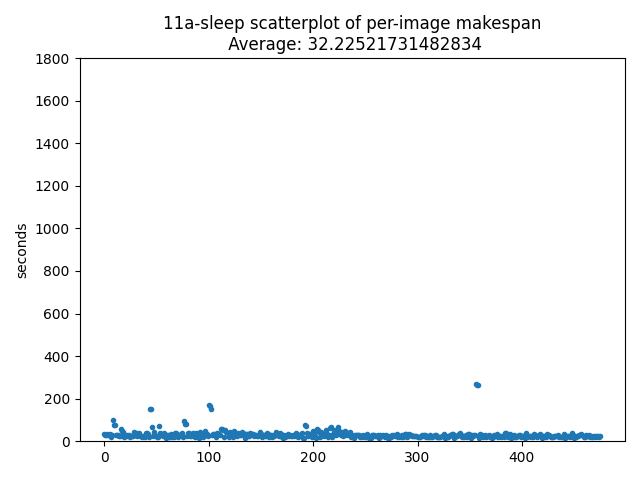 11a-sleep scatterplot of per-image makespan
Average: 32.22521731482834
1800
1600
1400
1200
1000
800
600
400
200
0
seconds
0 100 200 300 400